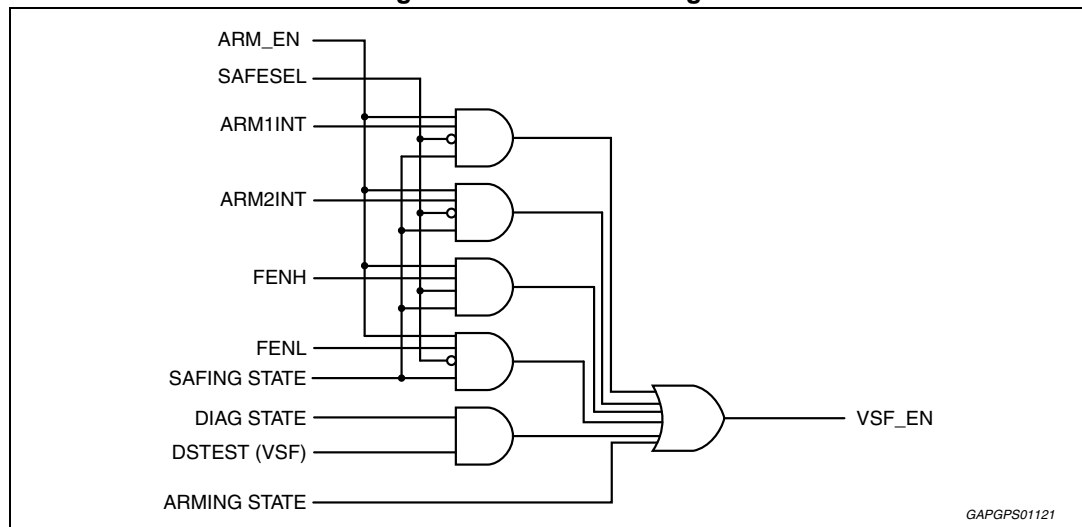 ARM_EN
SAFESEL
ARM1INT
ARM2INT
FENH
FENL
SAFING STATE
DIAG STATE
VSF_EN
DSTEST (VSF)
ARMING STATE
GAPGPS01121